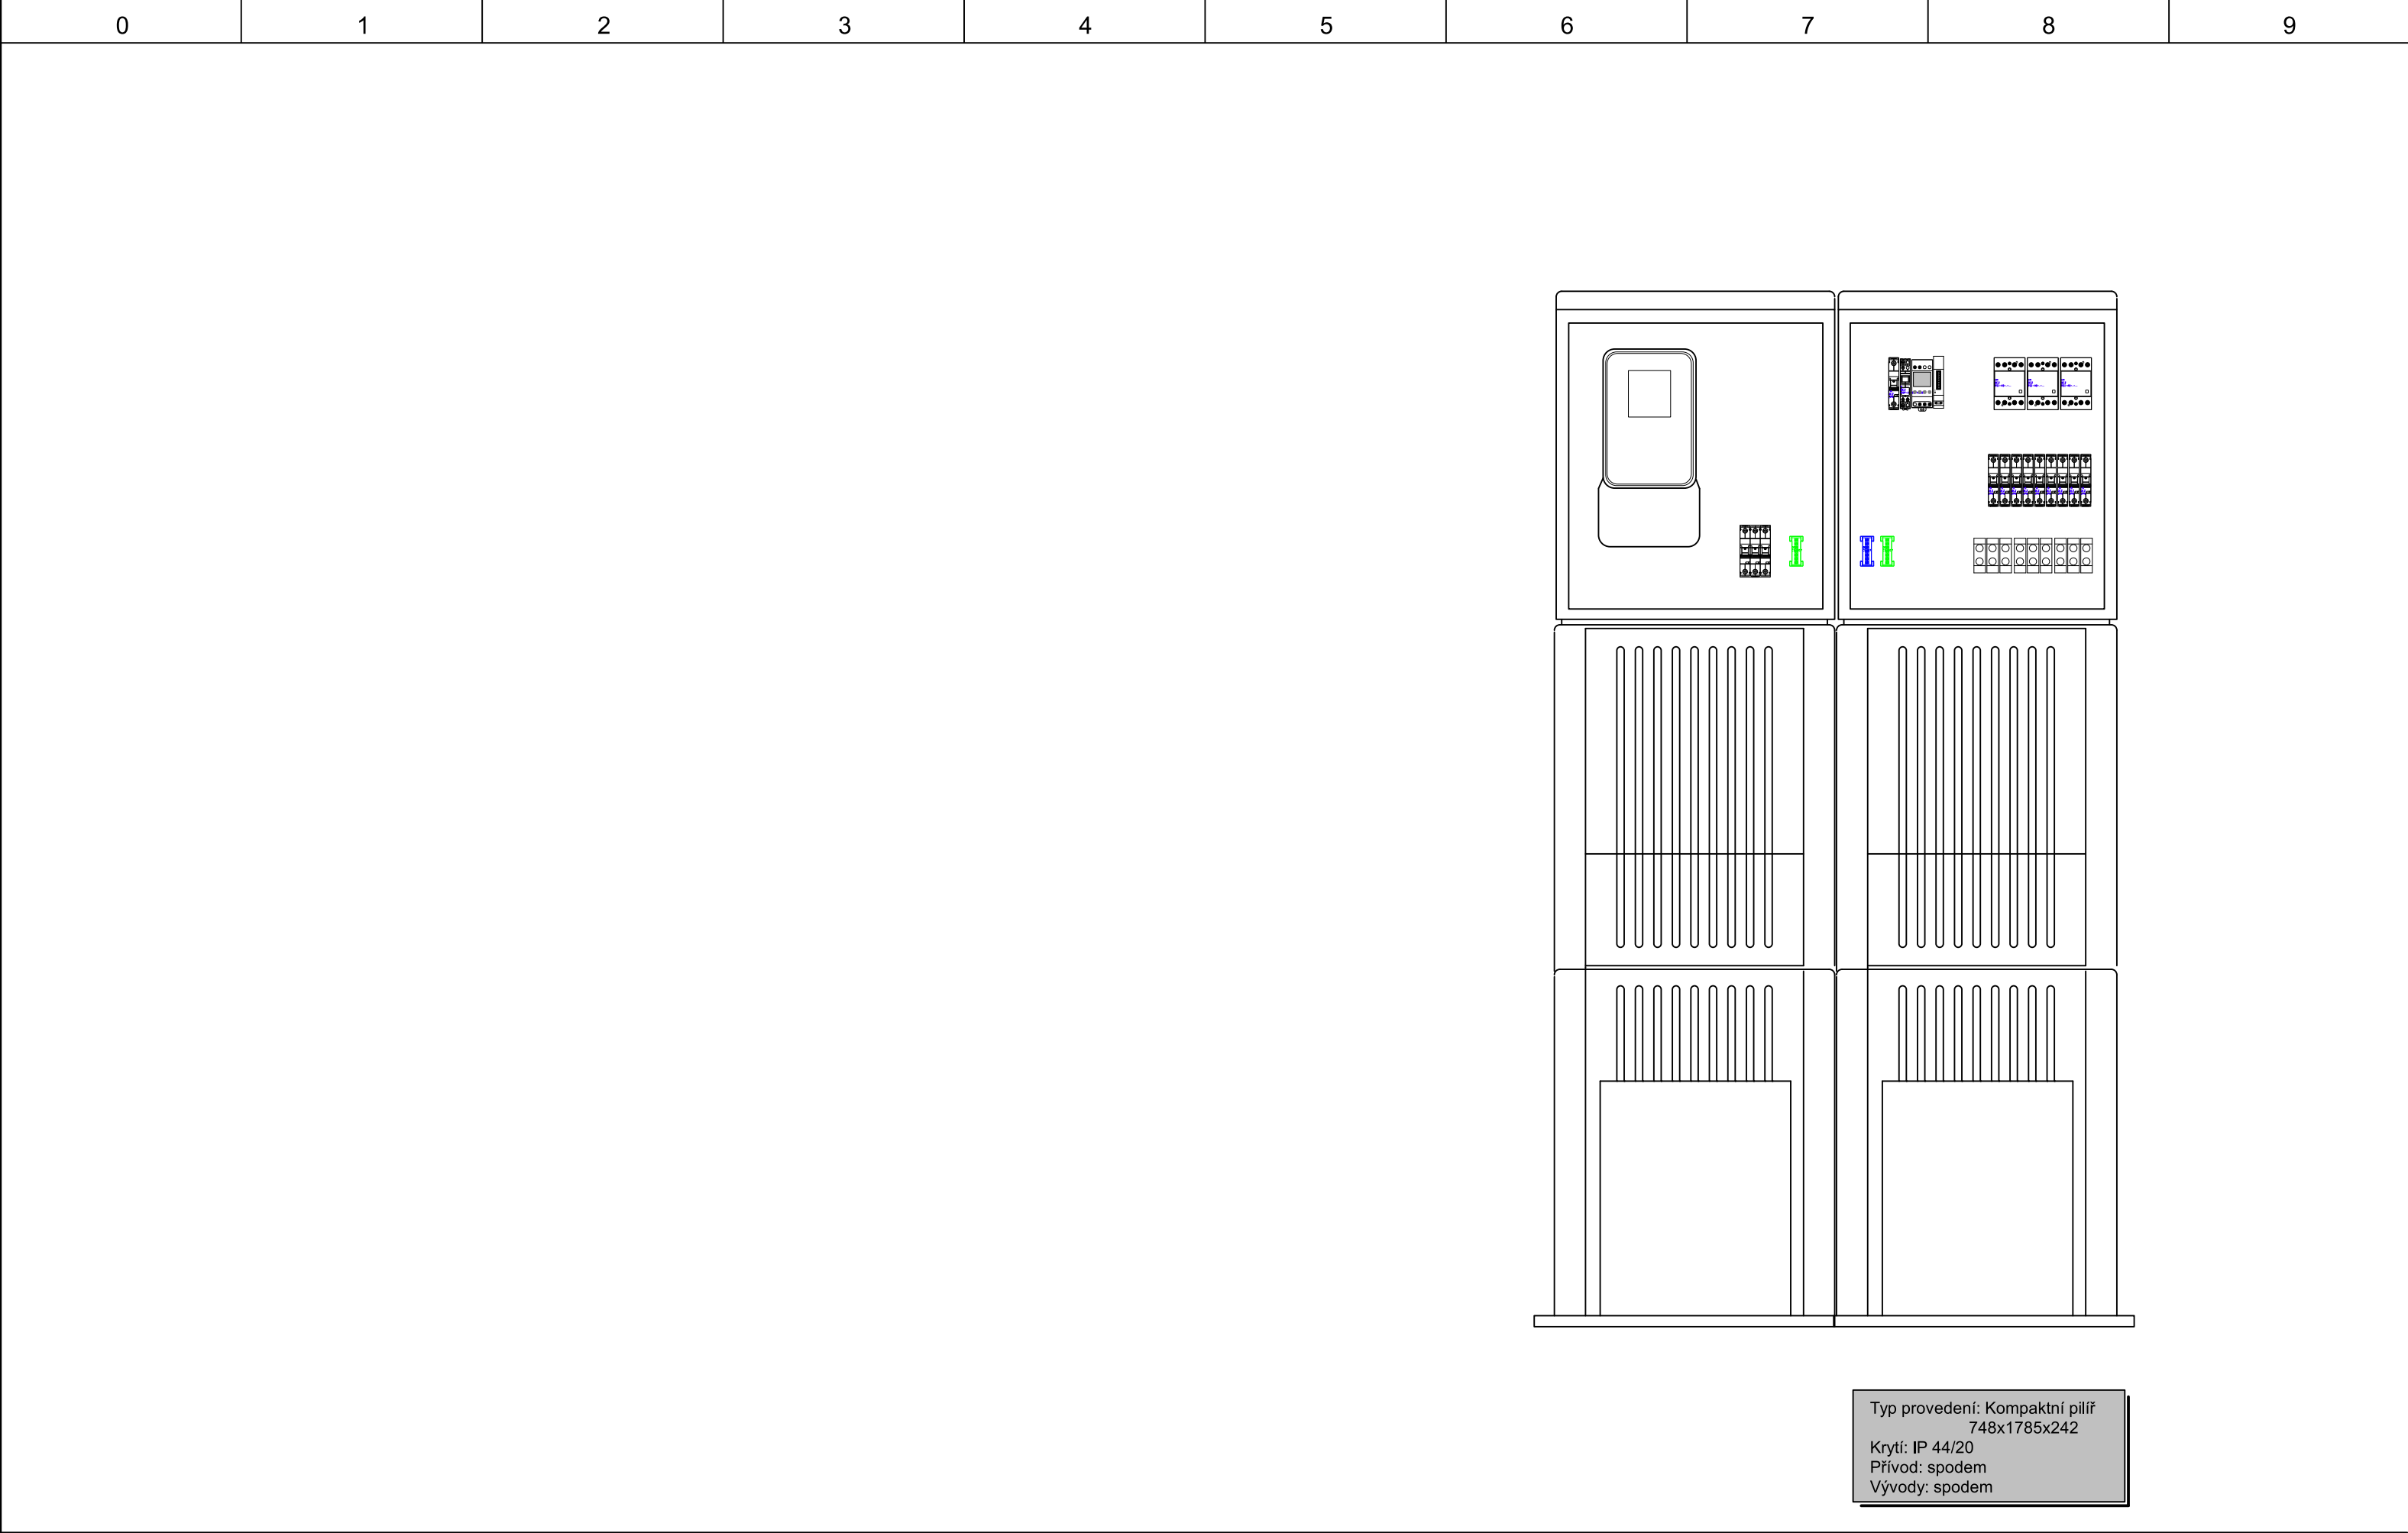 0 1 2 3 4 5 6 7 8 9
Typ provedení: Kompaktní pilíř
748x1785x242
Krytí: IP 44/20
Přívod: spodem
Vývody: spodem